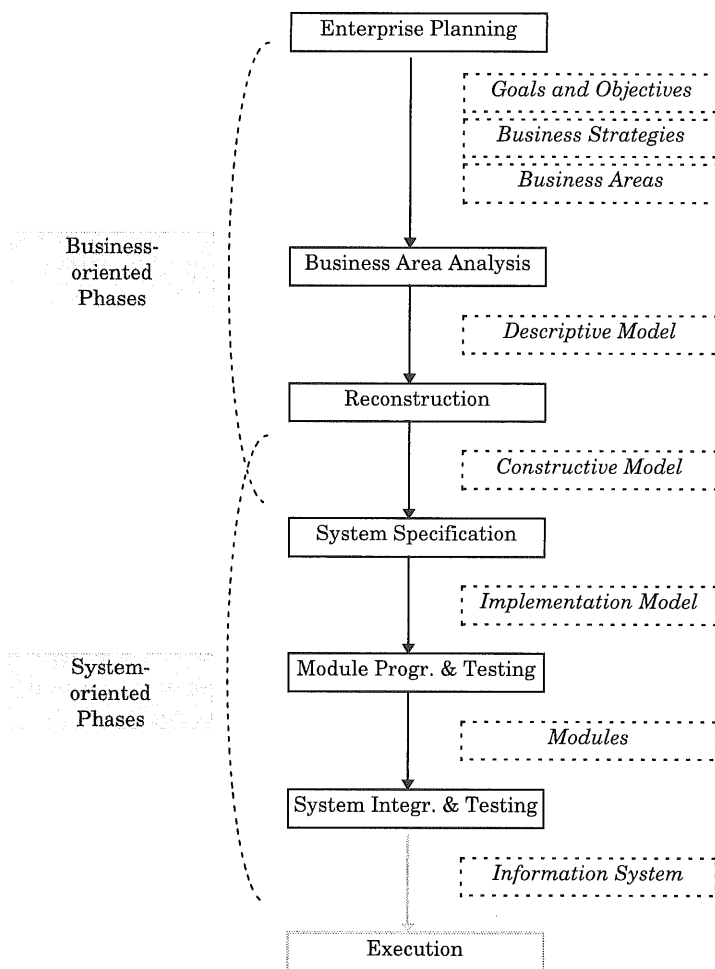 Enterprise Planning
Goals and Objectives
Business Strategies
Business Areas
Business-
oriented
Phases
Business Area Analysis
Descriptive Model
Reconstruction
Constructive Model
System Specification
Implementation Model
System-
oriented
Phases
Module Progr. & Testing
Modules
System Integr. & Testing
Information System
Execution